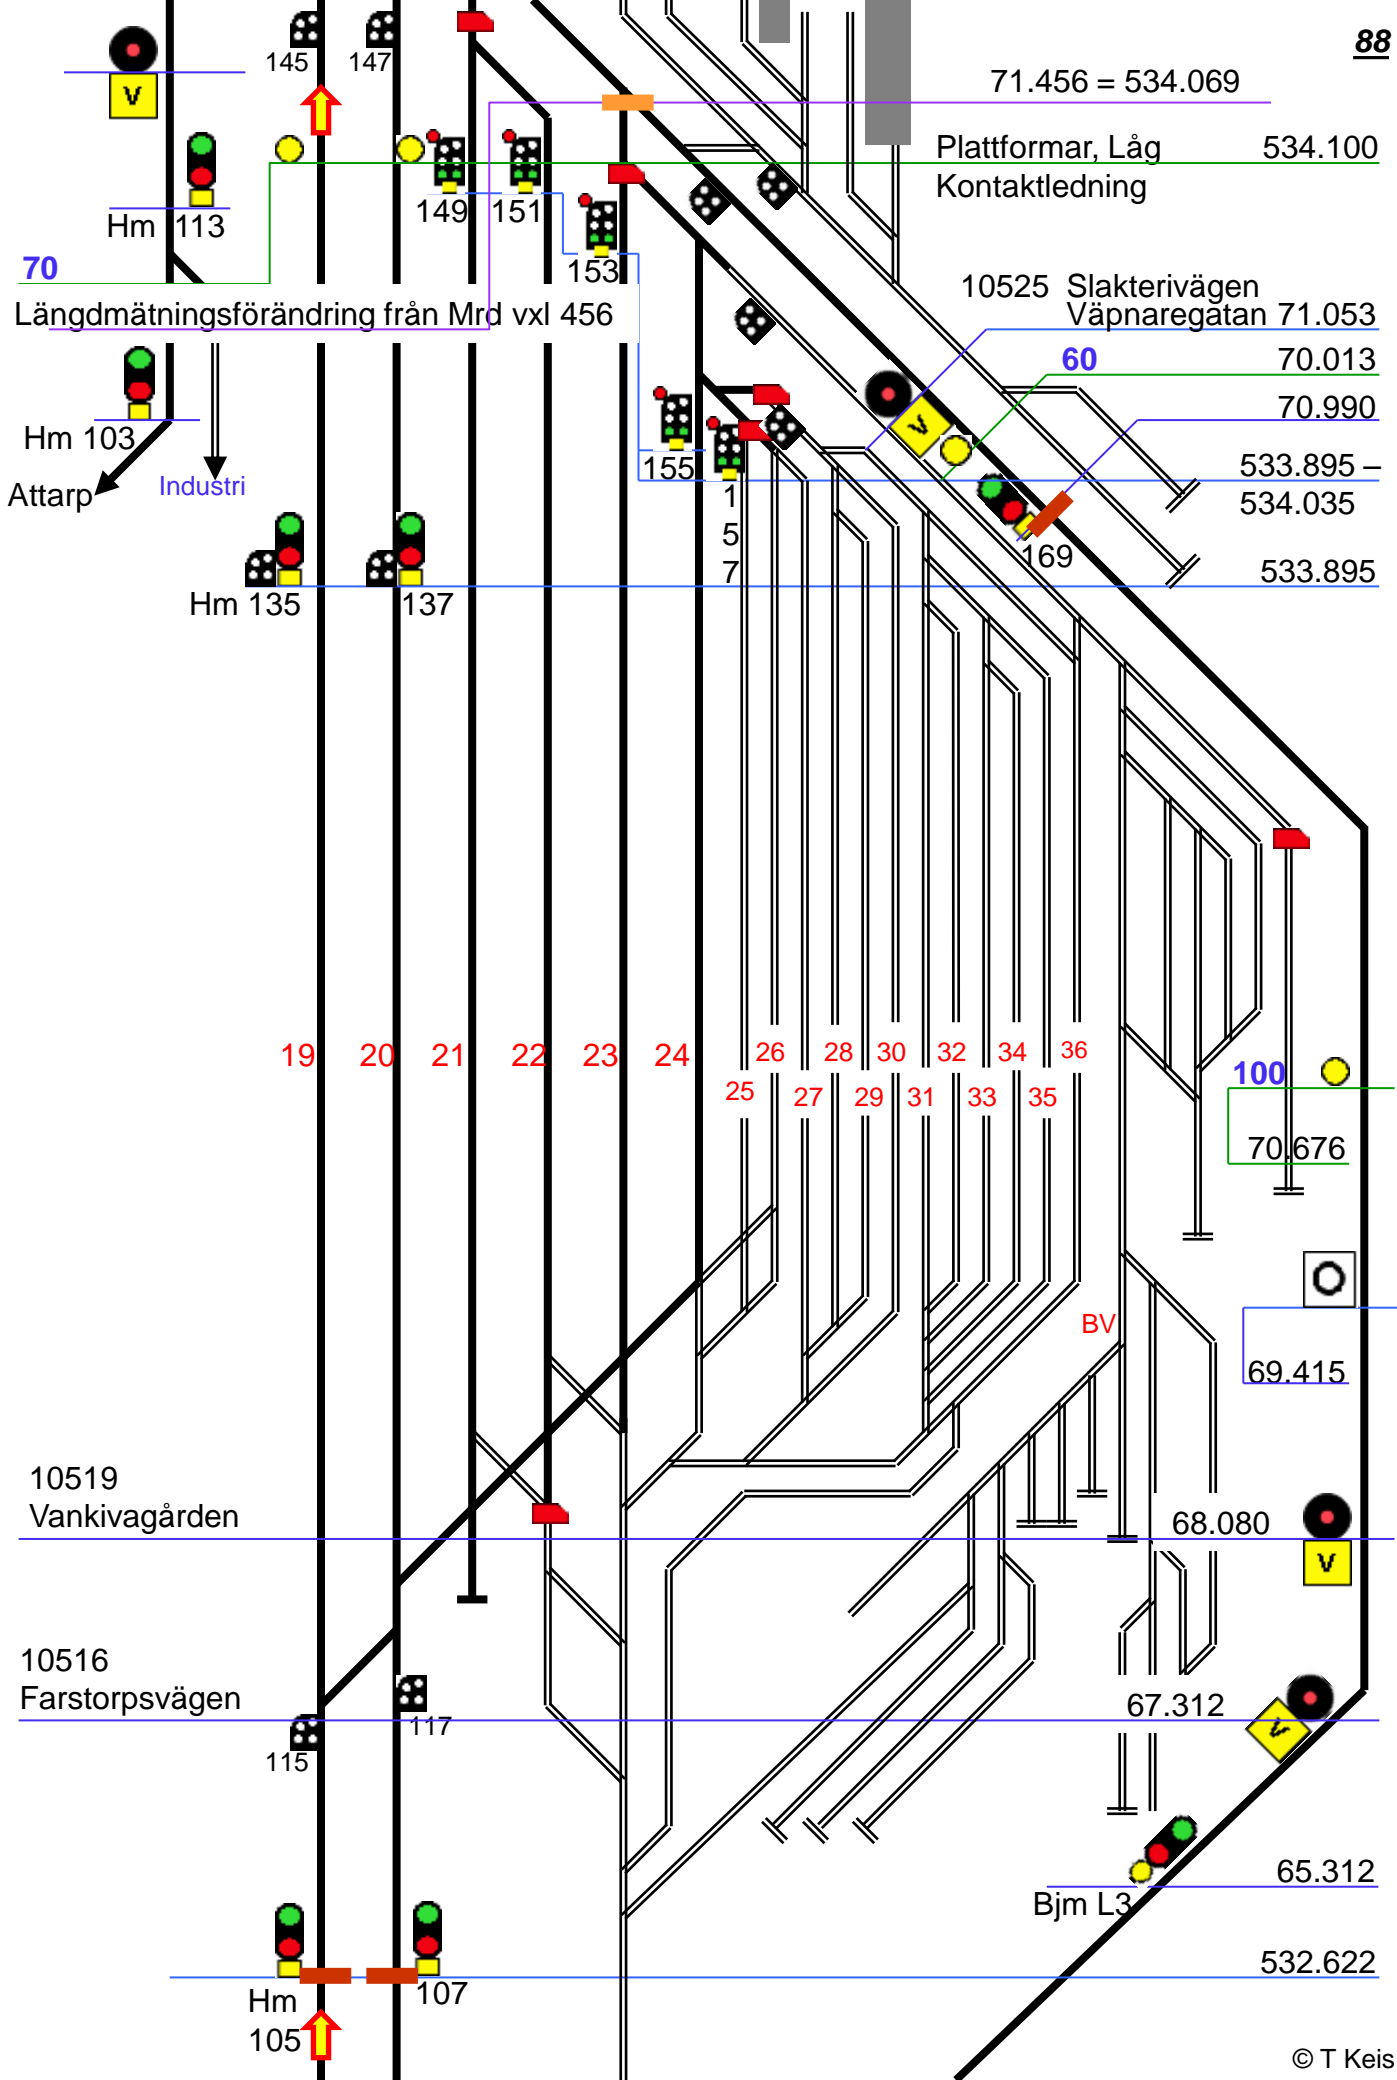 88
145
147
V
71.456 = 534.069
Plattformar, Låg
534.100
Kontaktledning
Hm 113
149
151
153
70
10525 Slakterivägen
Längdmätningsförändring från Mrd vxl 456
Väpnaregatan 71.053
60
70.013
70.990
V
Hm 103
155
533.895 –
Attarp
Industri
1
5
7
534.035
169
533.895
Hm 135
137
19
20
21
22
23
24
26
28
30
32
34
36
25
27
29
31
33
35
100
70.676
BV
69.415
10519
Vankivagården
68.080
V
10516
Farstorpsvägen
67.312
V
117
115
65.312
Bjm L3
532.622
Hm
107
105
© T Keis